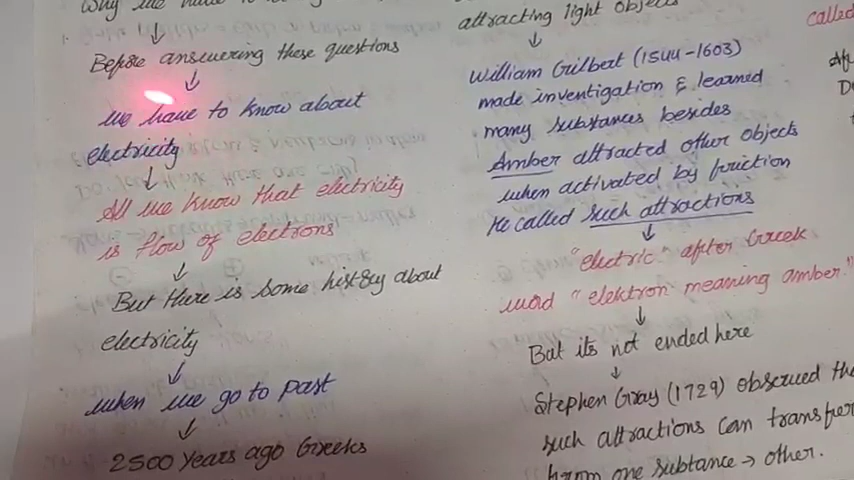 Why we have to
Before answering these questions
↓
we have to know about
electricity
↓
All we know that electricity
is flow of electrons
↓
But there is some history about
electricity
↓
when we go to past
↓
2500 years ago Greeks
attracting light objects
↓
William Gilbert (1544-1603)
made investigation & learned
many substances besides
Amber attracted other objects
when activated by friction
He called such attractions
↓
"electric" after Greek
word "elektron meaning amber."
↓
But its not ended here
↓
Stephen Gray (1729) observed the
such attractions can transfer
from one substance → other.
called